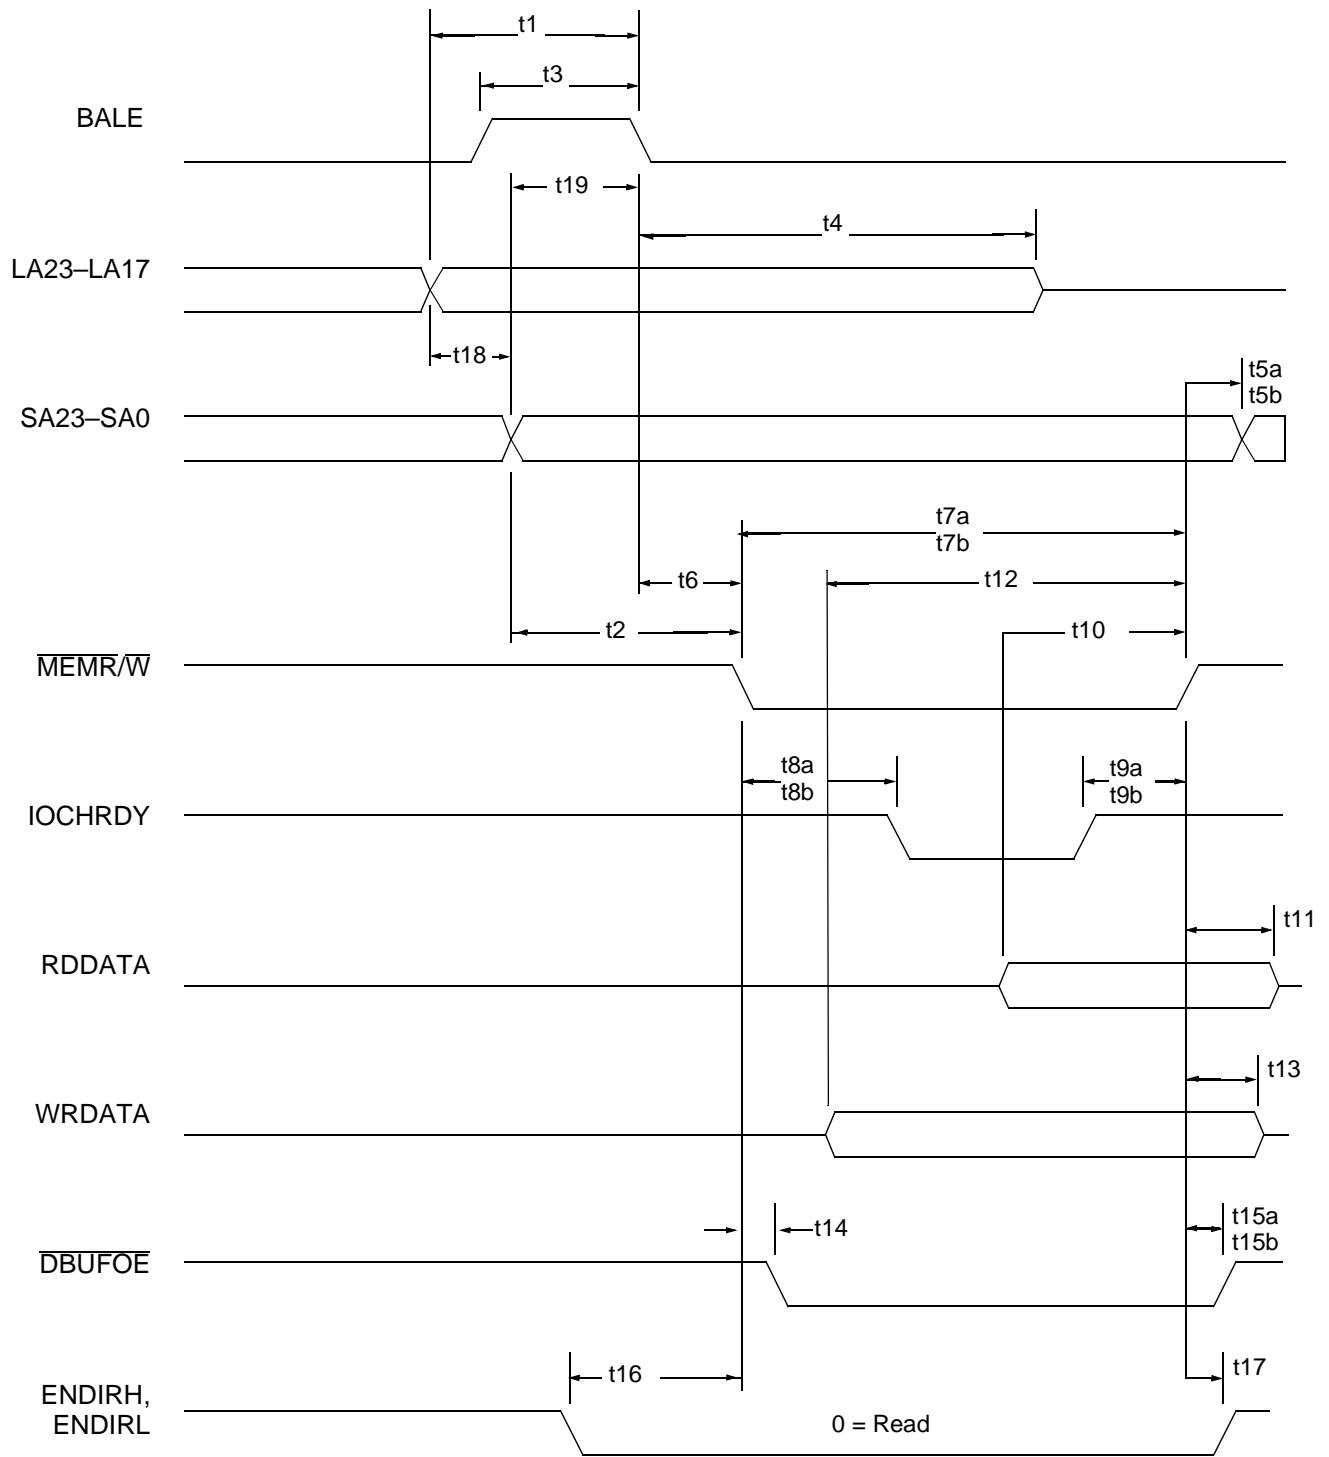 t1
t3
BALE
t19
t4
LA23–LA17
t18
t5a
t5b
SA23–SA0
t7a
t7b
t6
t12
t2
t10
MEMR/W
t8a
t8b
t9a
t9b
IOCHRDY
t11
RDDATA
t13
WRDATA
t14
t15a
t15b
DBUFOE
t16
t17
ENDIRH,
ENDIRL
0 = Read